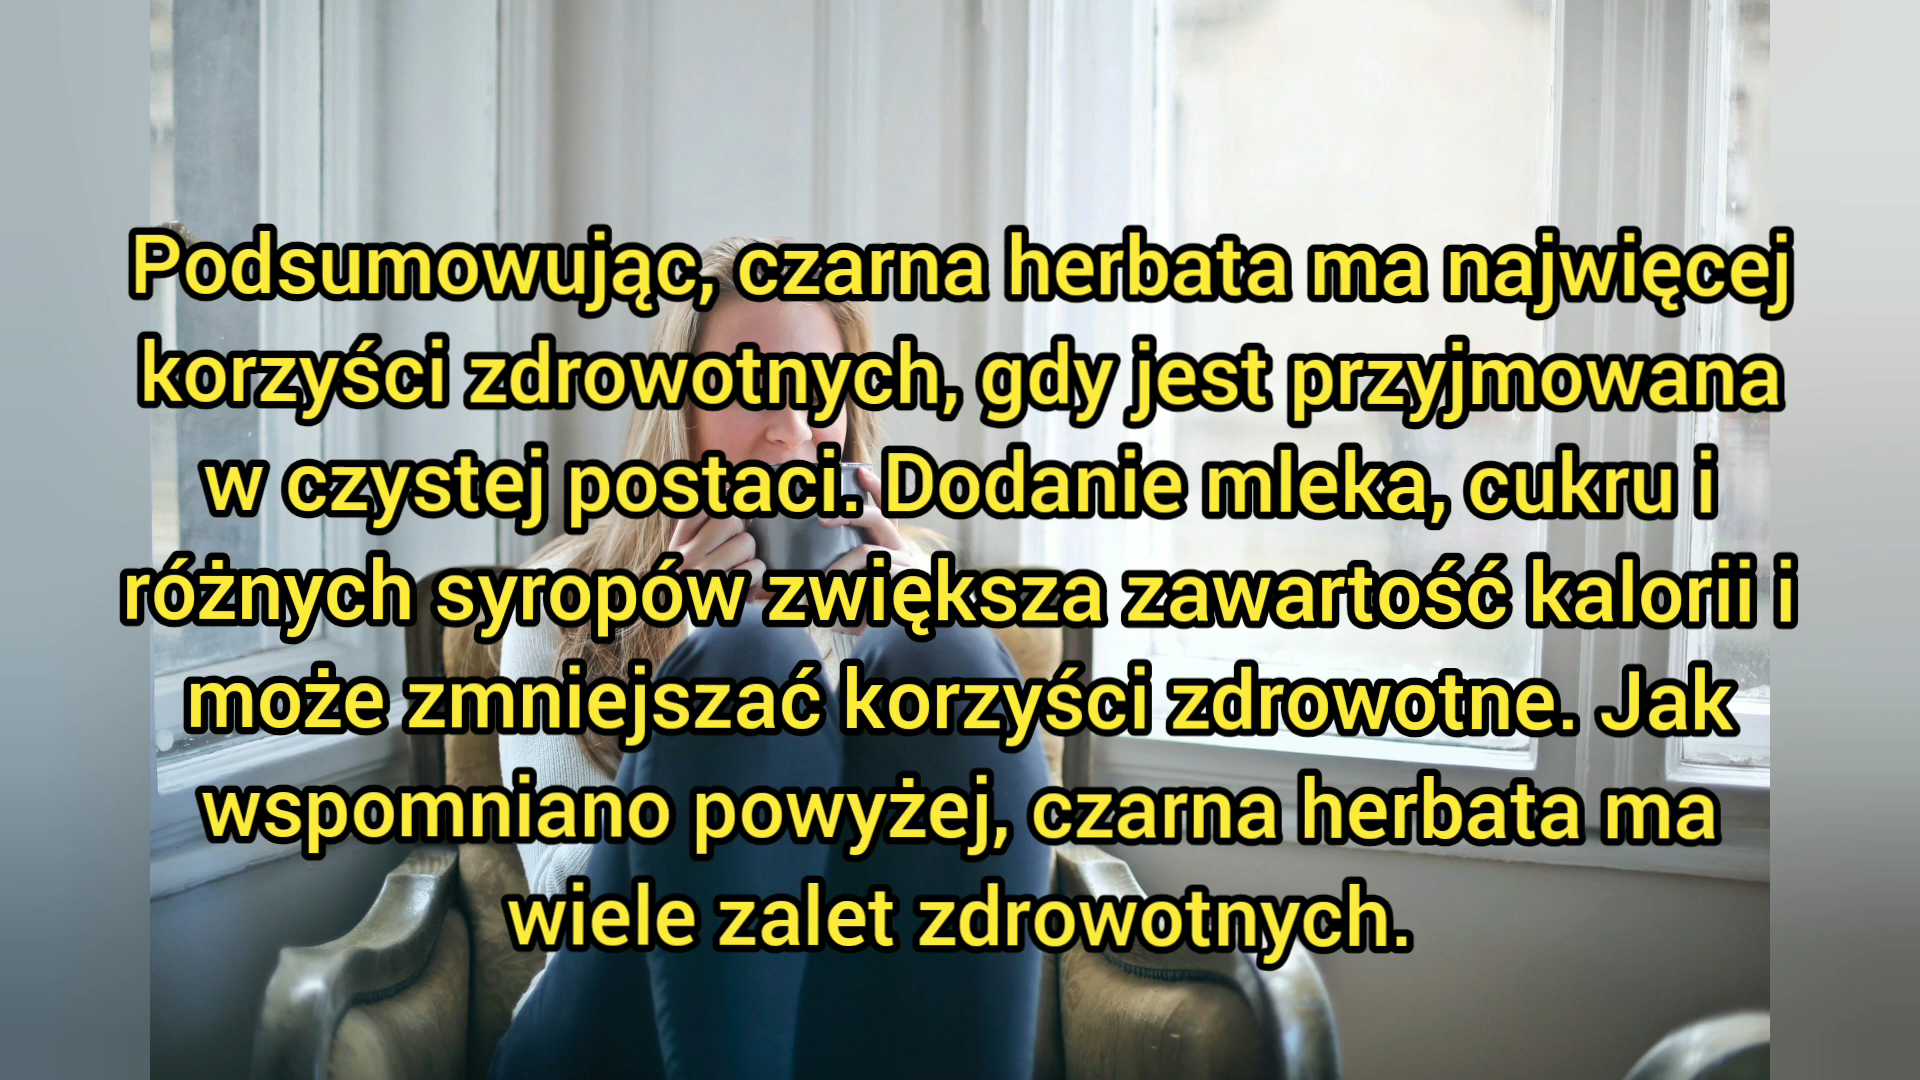 Podsumowując, czarna herbata ma najwięcej
korzyści zdrowotnych, gdy jest przyjmowana
w czystej postaci. Dodanie mleka, cukru i
różnych syropów zwiększa zawartość kalorii i
może zmniejszać korzyści zdrowotne. Jak
wspomniano powyżej, czarna herbata ma
wiele zalet zdrowotnych.